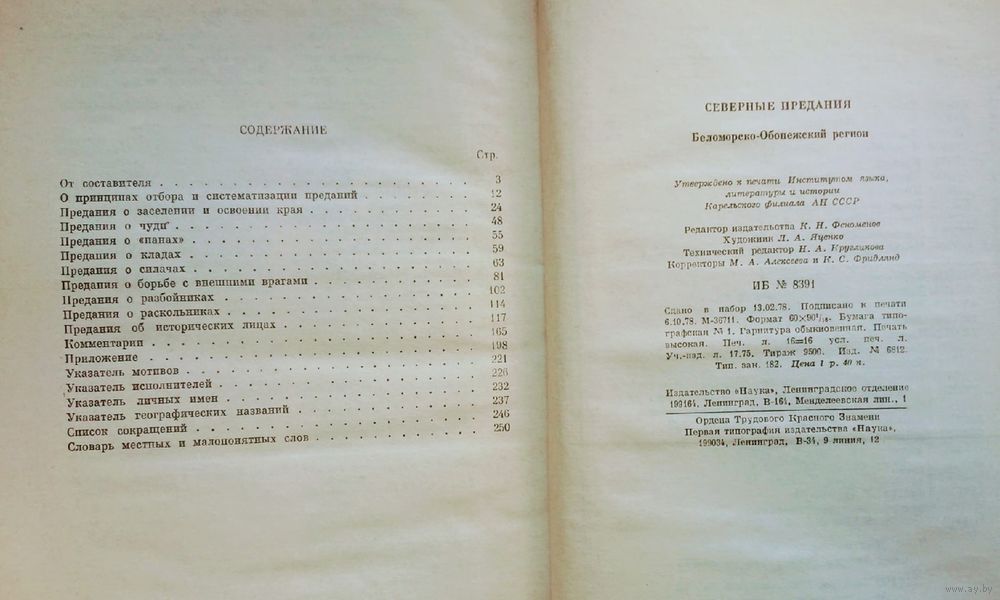 СОДЕРЖАНИЕ
Стр.
От составителя . . . . . . . . . . . . . . . . . . . . 3
О принципах отбора и систематизации преданий . . . . . . . 12
Предания о заселении и освоении края . . . . . . . . . . 24
Предания о чуди . . . . . . . . . . . . . . . . . . . 48
Предания о «панах» . . . . . . . . . . . . . . . . . . 55
Предания о кладах . . . . . . . . . . . . . . . . . . 59
Предания о силачах . . . . . . . . . . . . . . . . . . 63
Предания о борьбе с внешними врагами . . . . . . . . . . 81
Предания о разбойниках . . . . . . . . . . . . . . . . 102
Предания о раскольниках . . . . . . . . . . . . . . . . 114
Предания об исторических лицах . . . . . . . . . . . . . 117
Комментарии . . . . . . . . . . . . . . . . . . . . . 165
Приложение . . . . . . . . . . . . . . . . . . . . . 198
Указатель мотивов . . . . . . . . . . . . . . . . . . 221
Указатель исполнителей . . . . . . . . . . . . . . . . 226
Указатель личных имен . . . . . . . . . . . . . . . . 232
Указатель географических названий . . . . . . . . . . . 237
Список сокращений . . . . . . . . . . . . . . . . . . 246
Словарь местных и малопонятных слов . . . . . . . . . . 250
СЕВЕРНЫЕ ПРЕДАНИЯ
Беломорско-Обонежский регион
Утверждено к печати Институтом языка,
литературы и истории
Карельского филиала АН СССР
Редактор издательства К. Н. Феноменов
Художник Л. А. Яценко
Технический редактор Н. А. Кругликова
Корректоры М. А. Алексеева и К. С. Фридлянд
ИБ № 8391
Сдано в набор 13.02.78. Подписано к печати
6.10.78. М-36711. Формат 60×90¹/₁₆. Бумага типо-
графская № 1. Гарнитура обыкновенная. Печать
высокая. Печ. л. 16=16 усл. печ. л.
Уч.-изд. л. 17.75. Тираж 9500. Изд. № 6812.
Тип. зак. 182. Цена 1 р. 40 к.
Издательство «Наука», Ленинградское отделение
199164, Ленинград, В-164, Менделеевская лин., 1
Ордена Трудового Красного Знамени
Первая типография издательства «Наука»,
199034, Ленинград, В-34, 9 линия, 12
www.ay.by